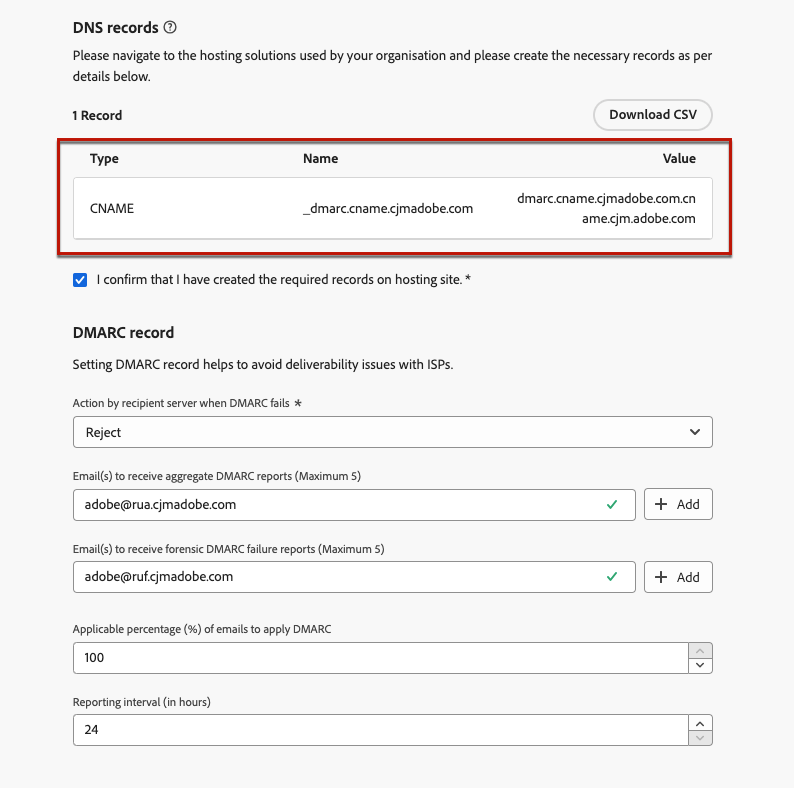 DNS records
Please navigate to the hosting solutions used by your organisation and please create the necessary records as per
details below.
1 Record
Download CSV
Type Name Value
CNAME _dmarc.cname.cjmadobe.com dmarc.cname.cjmadobe.com.cn
ame.cjm.adobe.com
I confirm that I have created the required records on hosting site. *
DMARC record
Setting DMARC record helps to avoid deliverability issues with ISPs.
Action by recipient server when DMARC fails *
Reject
Email(s) to receive aggregate DMARC reports (Maximum 5)
adobe@rua.cjmadobe.com
+ Add
Email(s) to receive forensic DMARC failure reports (Maximum 5)
adobe@ruf.cjmadobe.com
+ Add
Applicable percentage (%) of emails to apply DMARC
100
Reporting interval (in hours)
24